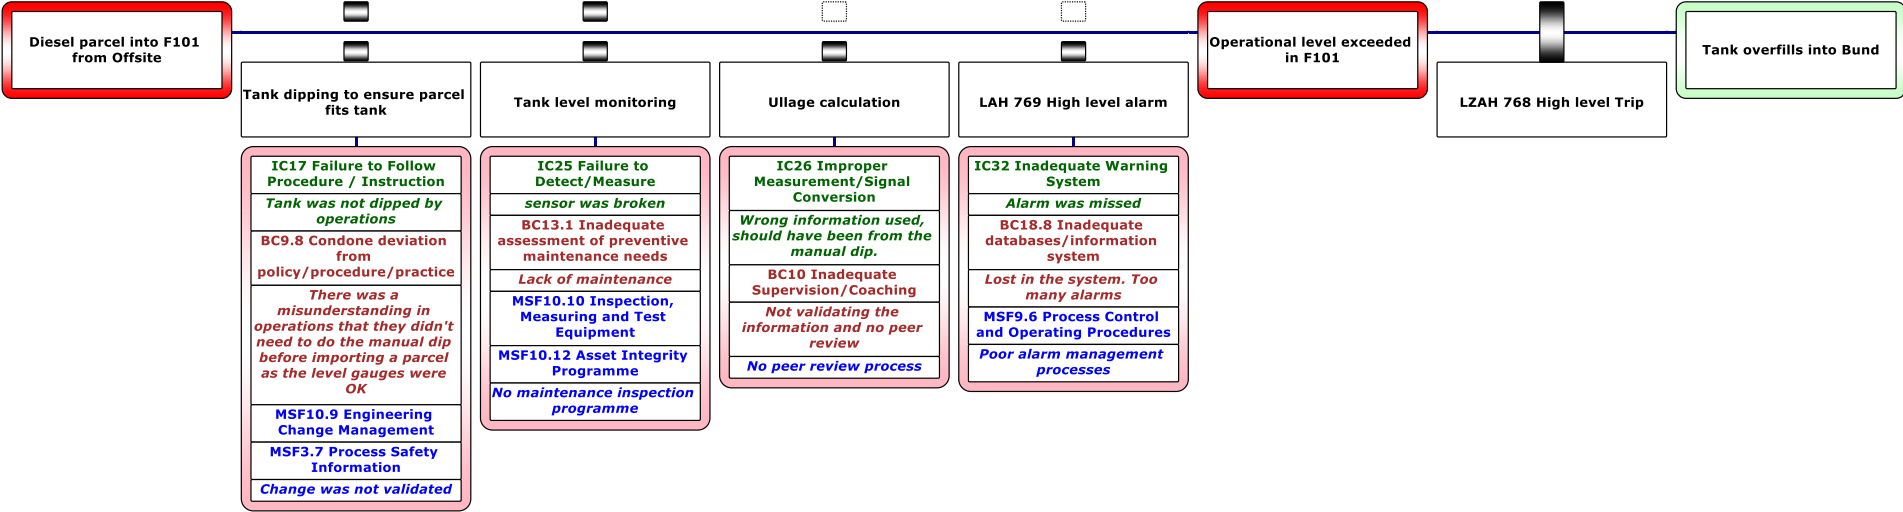 Diesel parcel into F101
from Offsite
Tank dipping to ensure parcel
fits tank
IC17 Failure to Follow
Procedure / Instruction
Tank was not dipped by
operations
BC9.8 Condone deviation
from
policy/procedure/practice
There was a
misunderstanding in
operations that they didn't
need to do the manual dip
before importing a parcel
as the level gauges were
OK
MSF10.9 Engineering
Change Management
MSF3.7 Process Safety
Information
Change was not validated
Tank level monitoring
IC25 Failure to
Detect/Measure
sensor was broken
BC13.1 Inadequate
assessment of preventive
maintenance needs
Lack of maintenance
MSF10.10 Inspection,
Measuring and Test
Equipment
MSF10.12 Asset Integrity
Programme
No maintenance inspection
programme
Ullage calculation
IC26 Improper
Measurement/Signal
Conversion
Wrong information used,
should have been from the
manual dip.
BC10 Inadequate
Supervision/Coaching
Not validating the
information and no peer
review
No peer review process
LAH 769 High level alarm
IC32 Inadequate Warning
System
Alarm was missed
BC18.8 Inadequate
databases/information
system
Lost in the system. Too
many alarms
MSF9.6 Process Control
and Operating Procedures
Poor alarm management
processes
Operational level exceeded
in F101
LZAH 768 High level Trip
Tank overfills into Bund